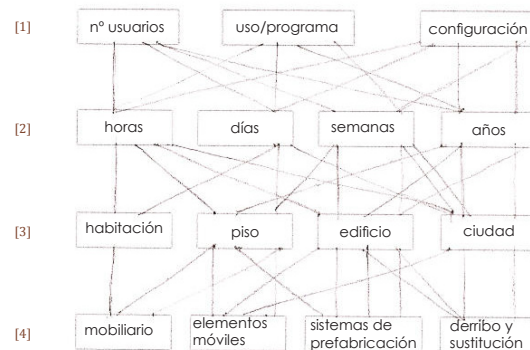 [1] nº usuarios uso/programa configuración
[2] horas días semanas años
[3] habitación piso edificio ciudad
[4] mobiliario elementos móviles sistemas de prefabricación derribo y sustitución